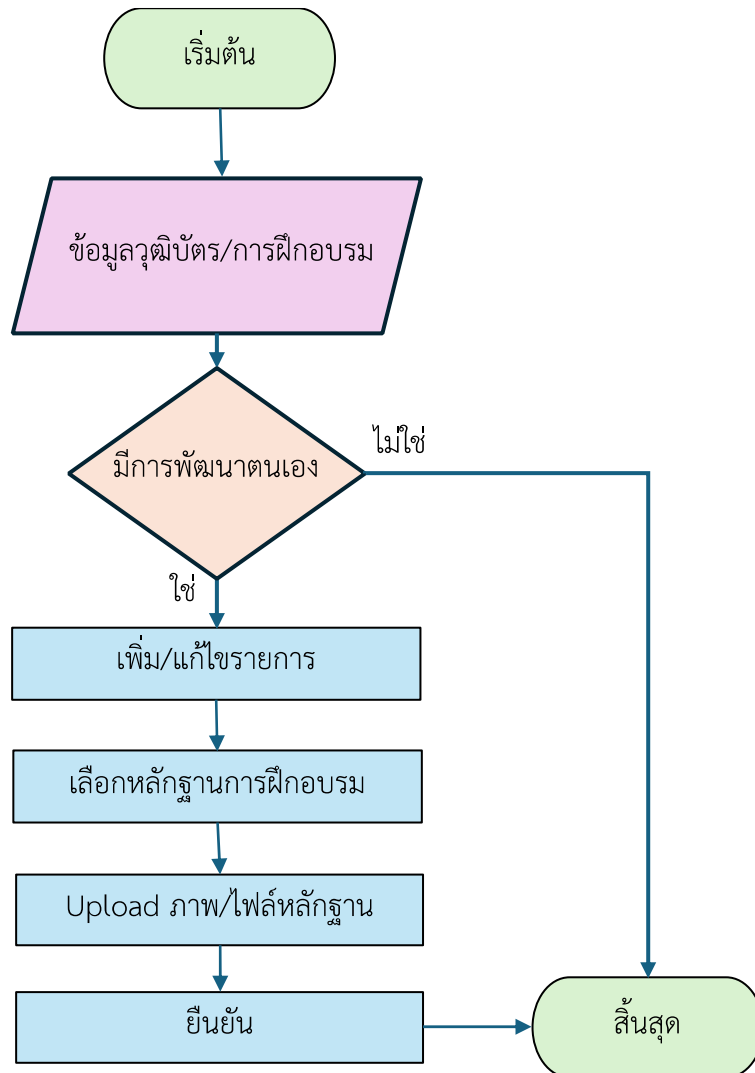 เริ่มต้น
ข้อมูลวุฒิบัตร/การฝึกอบรม
ไม่ใช่
มีการพัฒนาตนเอง
ใช่
เพิ่ม/แก้ไขรายการ
เลือกหลักฐานการฝึกอบรม
Upload ภาพ/ไฟล์หลักฐาน
ยืนยัน
สิ้นสุด